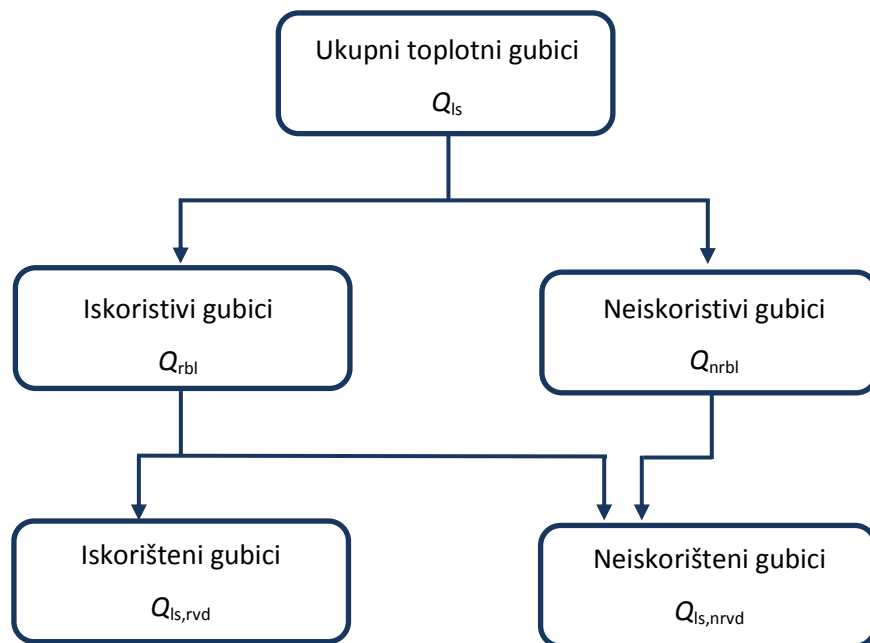 Ukupni toplotni gubici
Qls
Iskoristivi gubici
Qrbl
Neiskoristivi gubici
Qnrbl
Iskorišteni gubici
Qls,rvd
Neiskorišteni gubici
Qls,nrvd